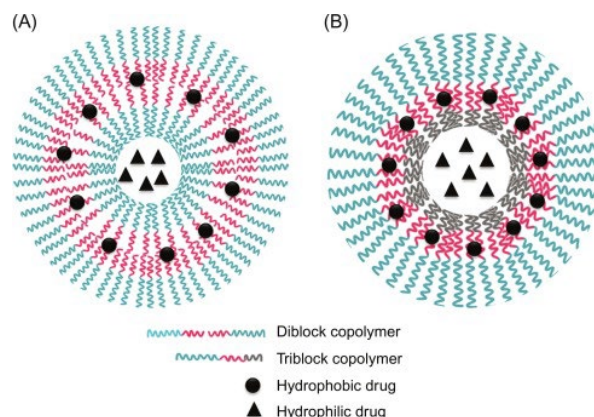 (A)
(B)
Diblock copolymer
Triblock copolymer
Hydrophobic drug
Hydrophilic drug